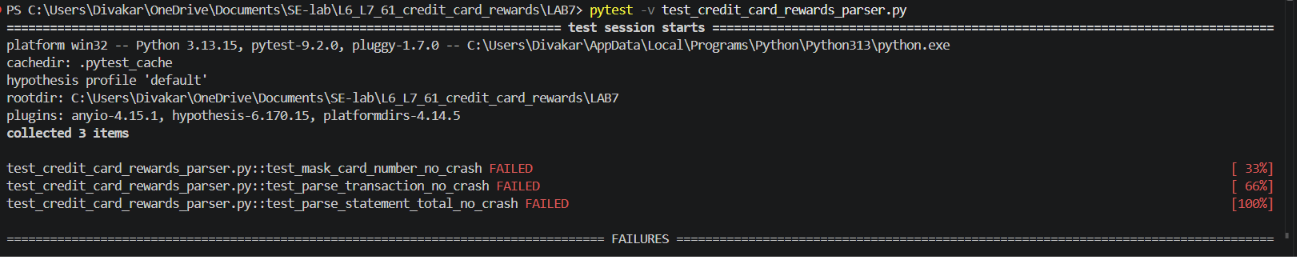 PS C:\Users\Divakar\OneDrive\Documents\SE-lab\L6_L7_61_credit_card_rewards\LAB7> pytest -v test_credit_card_rewards_parser.py
============================================================================= test session starts ==============================================================================
platform win32 -- Python 3.13.15, pytest-9.2.0, pluggy-1.7.0 -- C:\Users\Divakar\AppData\Local\Programs\Python\Python313\python.exe
cachedir: .pytest_cache
hypothesis profile 'default'
rootdir: C:\Users\Divakar\OneDrive\Documents\SE-lab\L6_L7_61_credit_card_rewards\LAB7
plugins: anyio-4.15.1, hypothesis-6.170.15, platformdirs-4.14.5
collected 3 items
test_credit_card_rewards_parser.py::test_mask_card_number_no_crash FAILED [ 33%]
test_credit_card_rewards_parser.py::test_parse_transaction_no_crash FAILED [ 66%]
test_credit_card_rewards_parser.py::test_parse_statement_total_no_crash FAILED [100%]
=================================================================================== FAILURES ===================================================================================